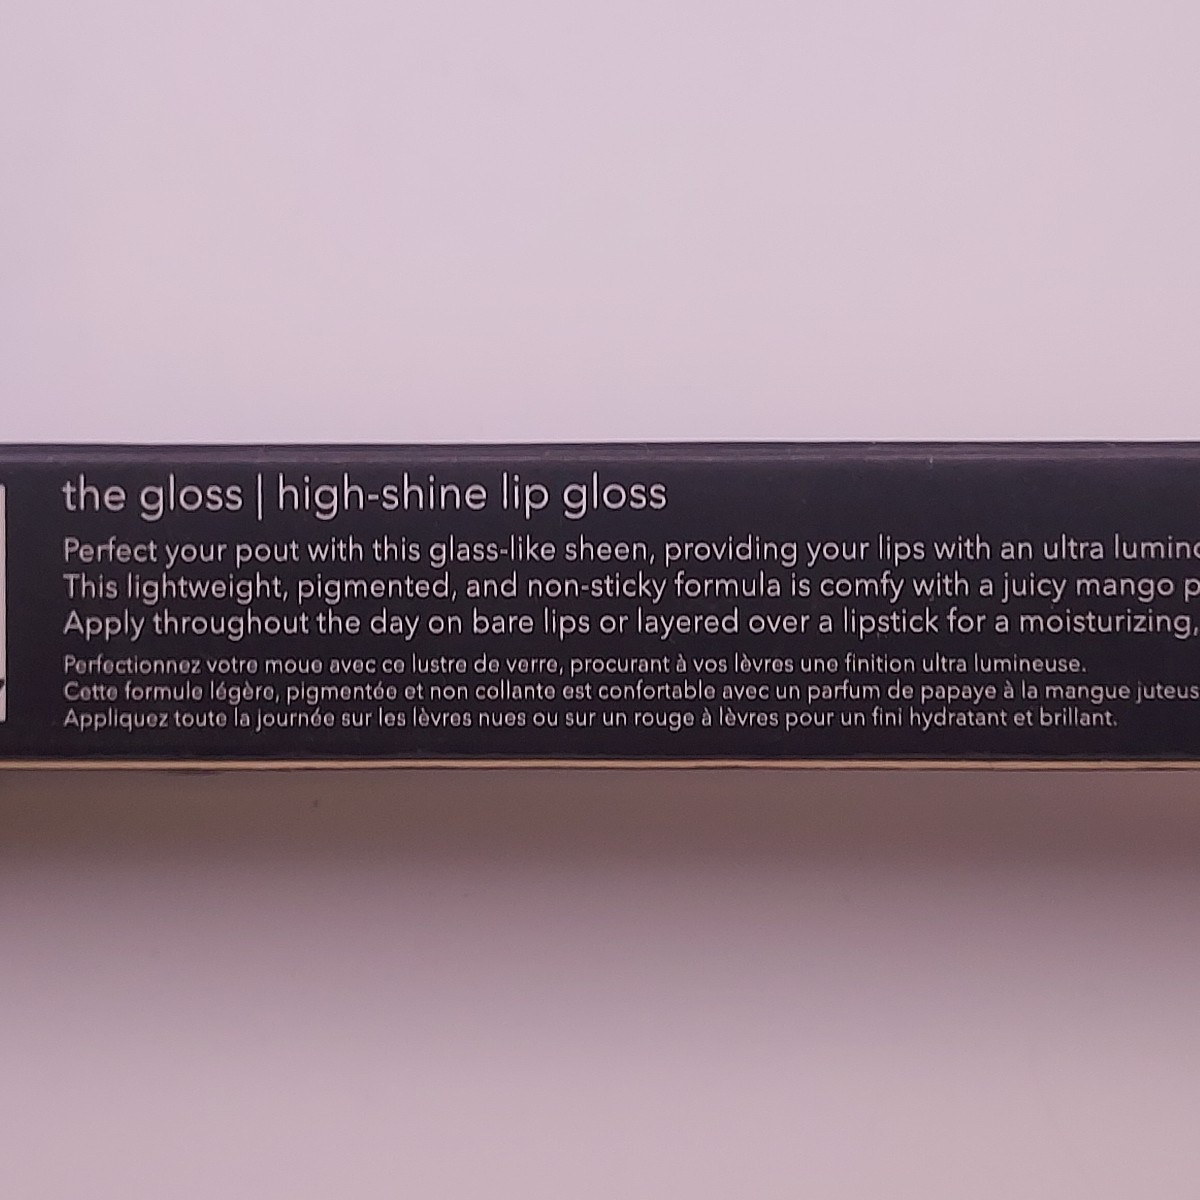 the gloss | high-shine lip gloss
Perfect your pout with this glass-like sheen, providing your lips with an ultra
This lightweight, pigmented, and non-sticky formula is comfy with a juicy mango
Apply throughout the day on bare lips or layered over a lipstick for a moisturizing,
Perfectionnez votre moue avec ce lustre de verre, procurant à vos lèvres une finition ultra lumineuse.
Cette formule légère, pigmentée et non collante est confortable avec un parfum de papaye à la mangue
Appliquez toute la journée sur les lèvres nues ou sur un rouge à lèvres pour un fini hydratant et brillant.